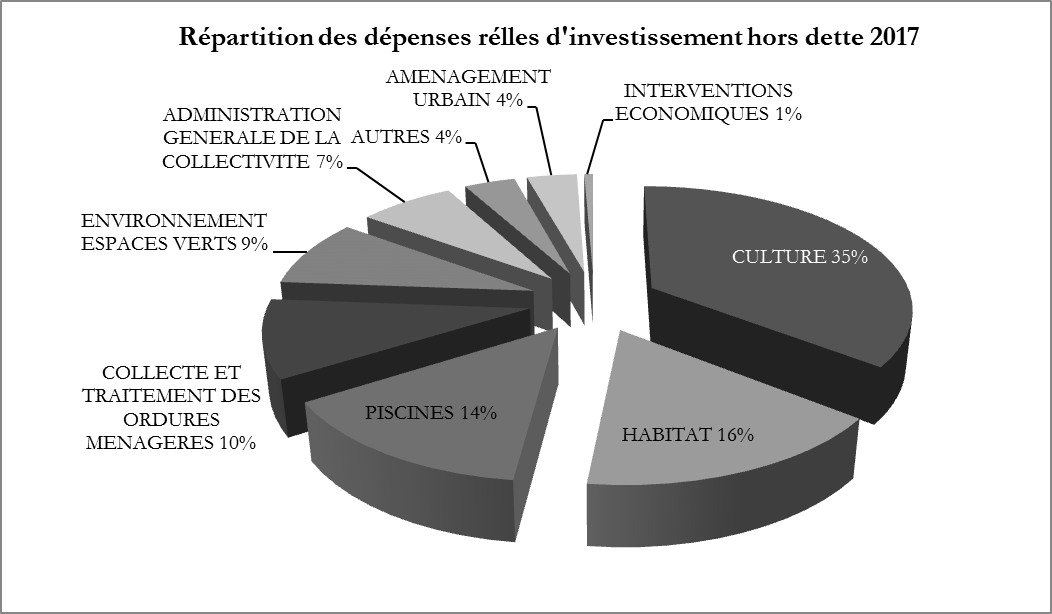 Répartition des dépenses rélles d'investissement hors dette 2017
AMENAGEMENT
URBAIN 4%
INTERVENTIONS
ECONOMIQUES 1%
ADMINISTRATION
GENERALE DE LA
COLLECTIVITE 7%
AUTRES 4%
ENVIRONNEMENT
ESPACES VERTS 9%
CULTURE 35%
COLLECTE ET
TRAITEMENT DES
ORDURES
MENAGERES 10%
PISCINES 14%
HABITAT 16%